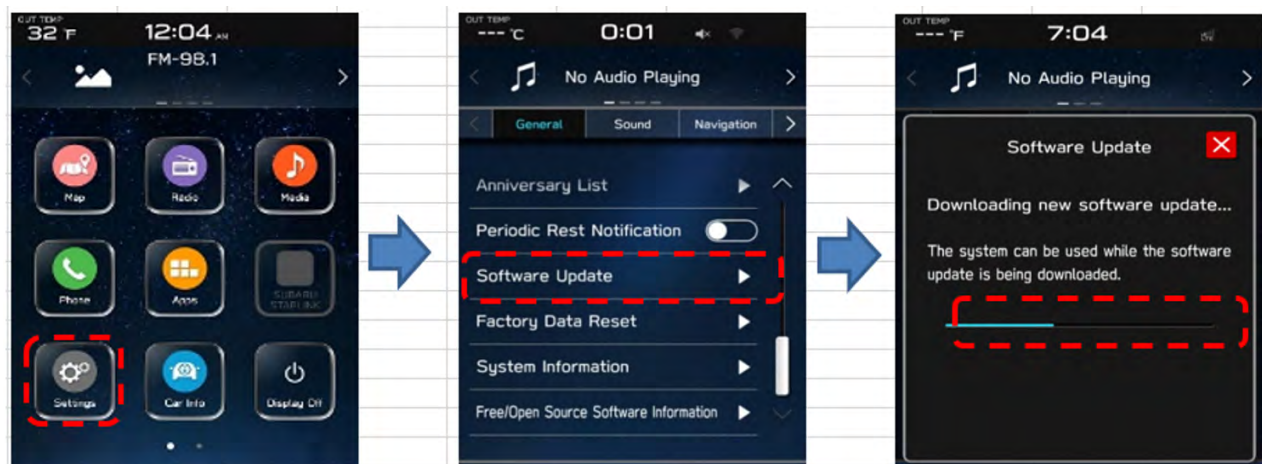 OUT TEMP
32 °F
12:04 AM
FM-98.1
Map
Radio
Media
Phone
Apps
SUBARU
STARLINK
Settings
Car Info
Display Off
OUT TEMP
--- °C
0:01
No Audio Playing
General
Sound
Navigation
Anniversary List
Periodic Rest Notification
Software Update
Factory Data Reset
System Information
Free/Open Source Software Information
OUT TEMP
--- °F
7:04
No Audio Playing
Software Update
Downloading new software update...
The system can be used while the software
update is being downloaded.